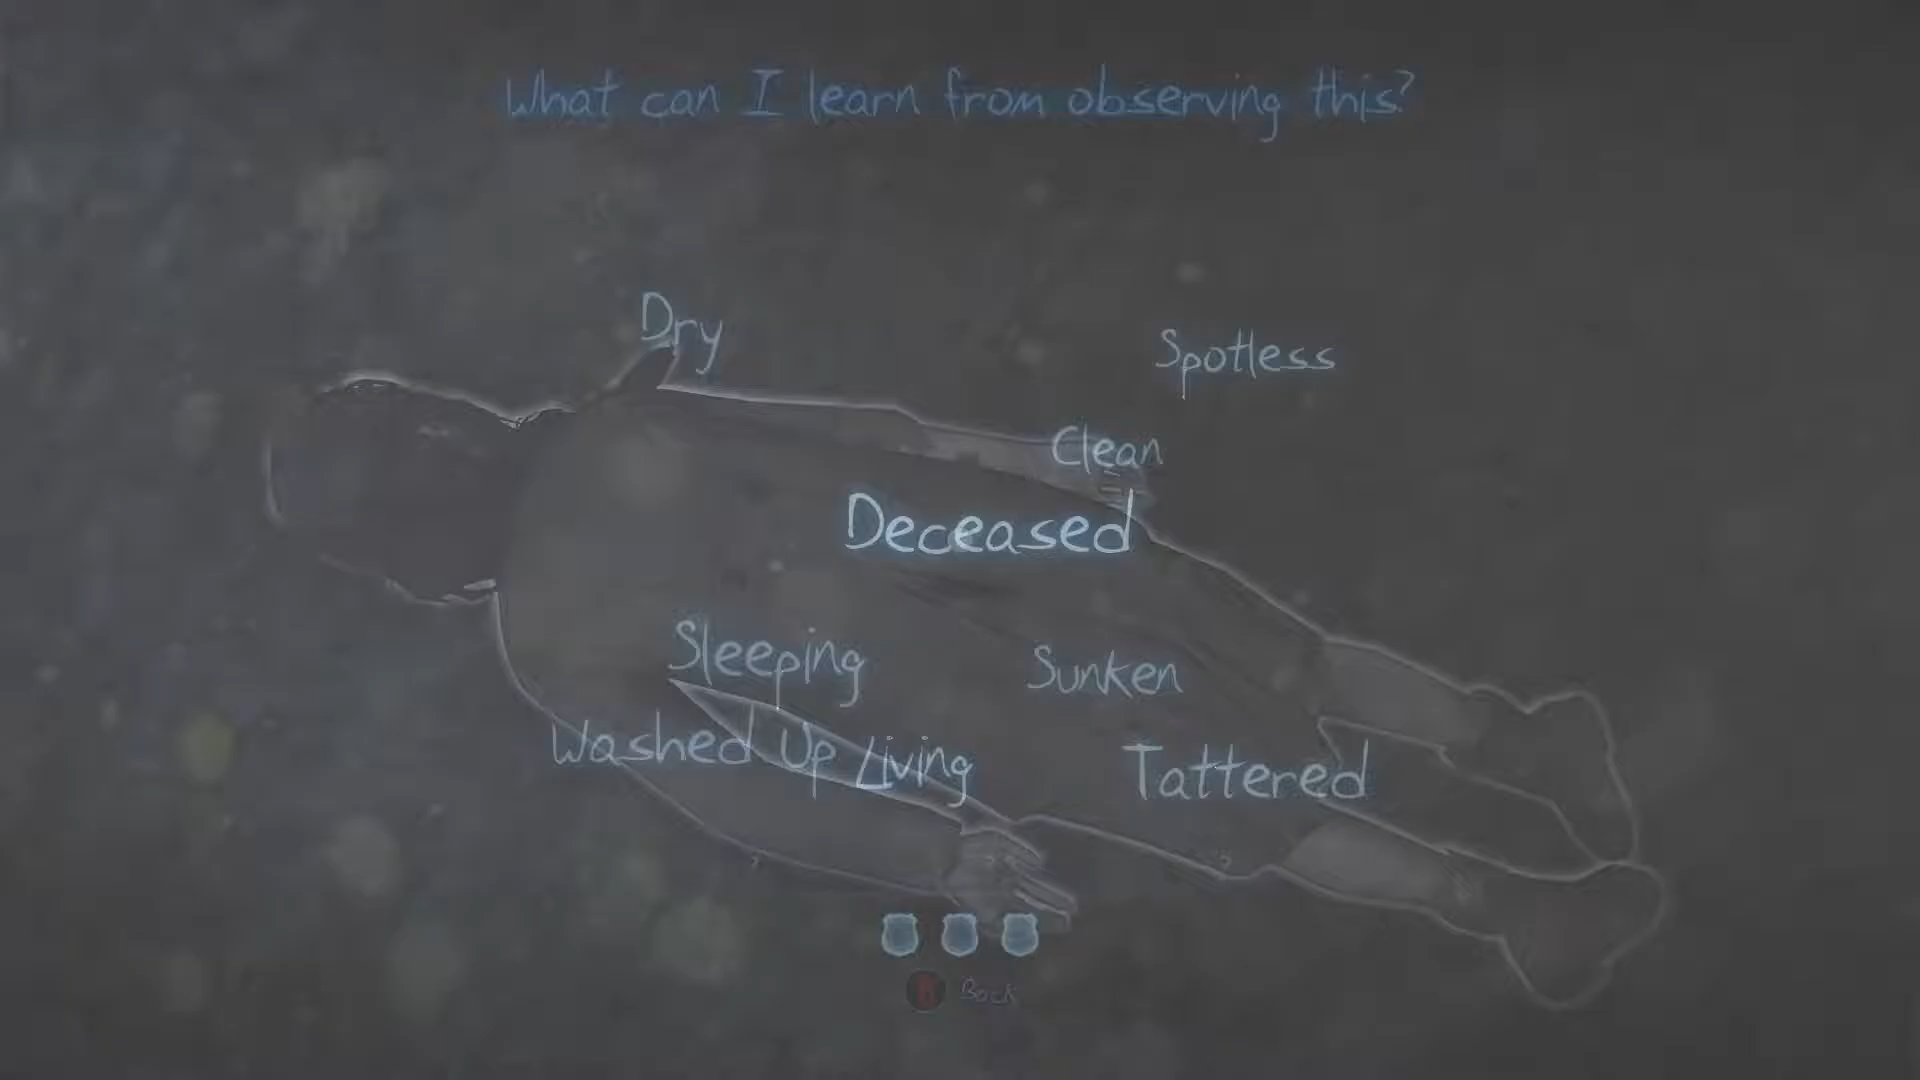 What can I learn from observing this?
Dry
Spotless
Clean
Deceased
Sleeping
Sunken
Washed Up
Living
Tattered
B Back